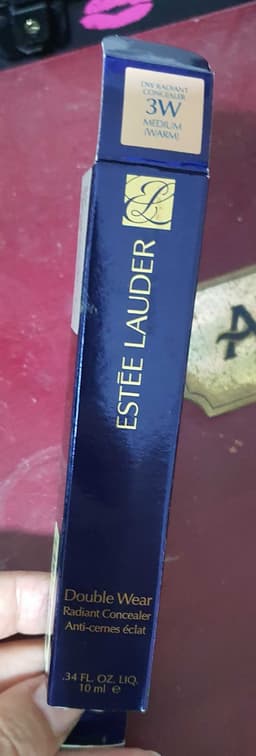 DW RADIANT
CONCEALER
3W
MEDIUM
(WARM)
ESTĒE LAUDER
Double Wear
Radiant Concealer
Anti-cernes éclat
.34 FL. OZ. LIQ.
10 ml e
A